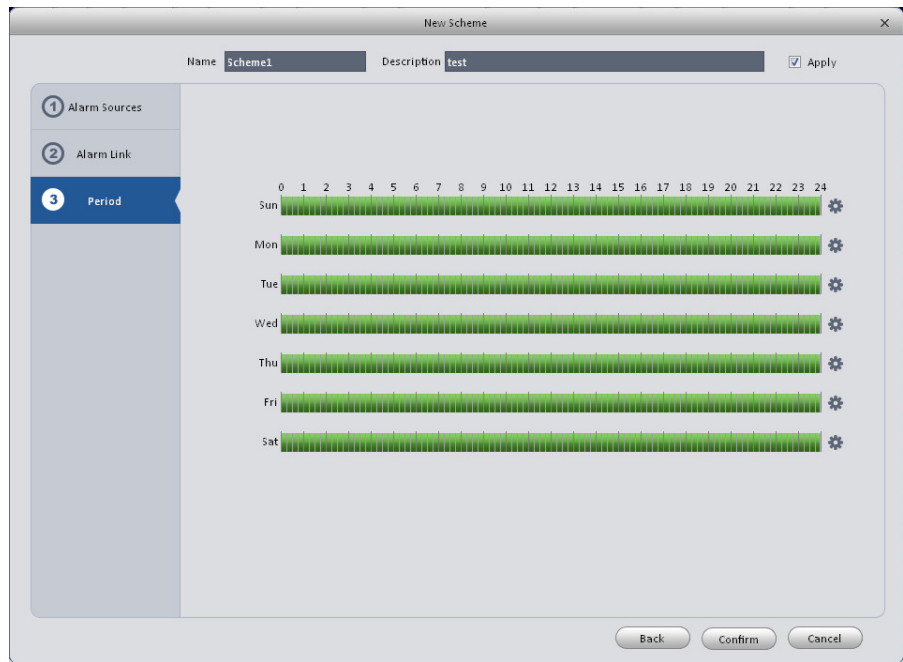 New Scheme
Name Scheme1 Description test Apply
1 Alarm Sources
2 Alarm Link
3 Period
0 1 2 3 4 5 6 7 8 9 10 11 12 13 14 15 16 17 18 19 20 21 22 23 24
Sun
Mon
Tue
Wed
Thu
Fri
Sat
Back Confirm Cancel